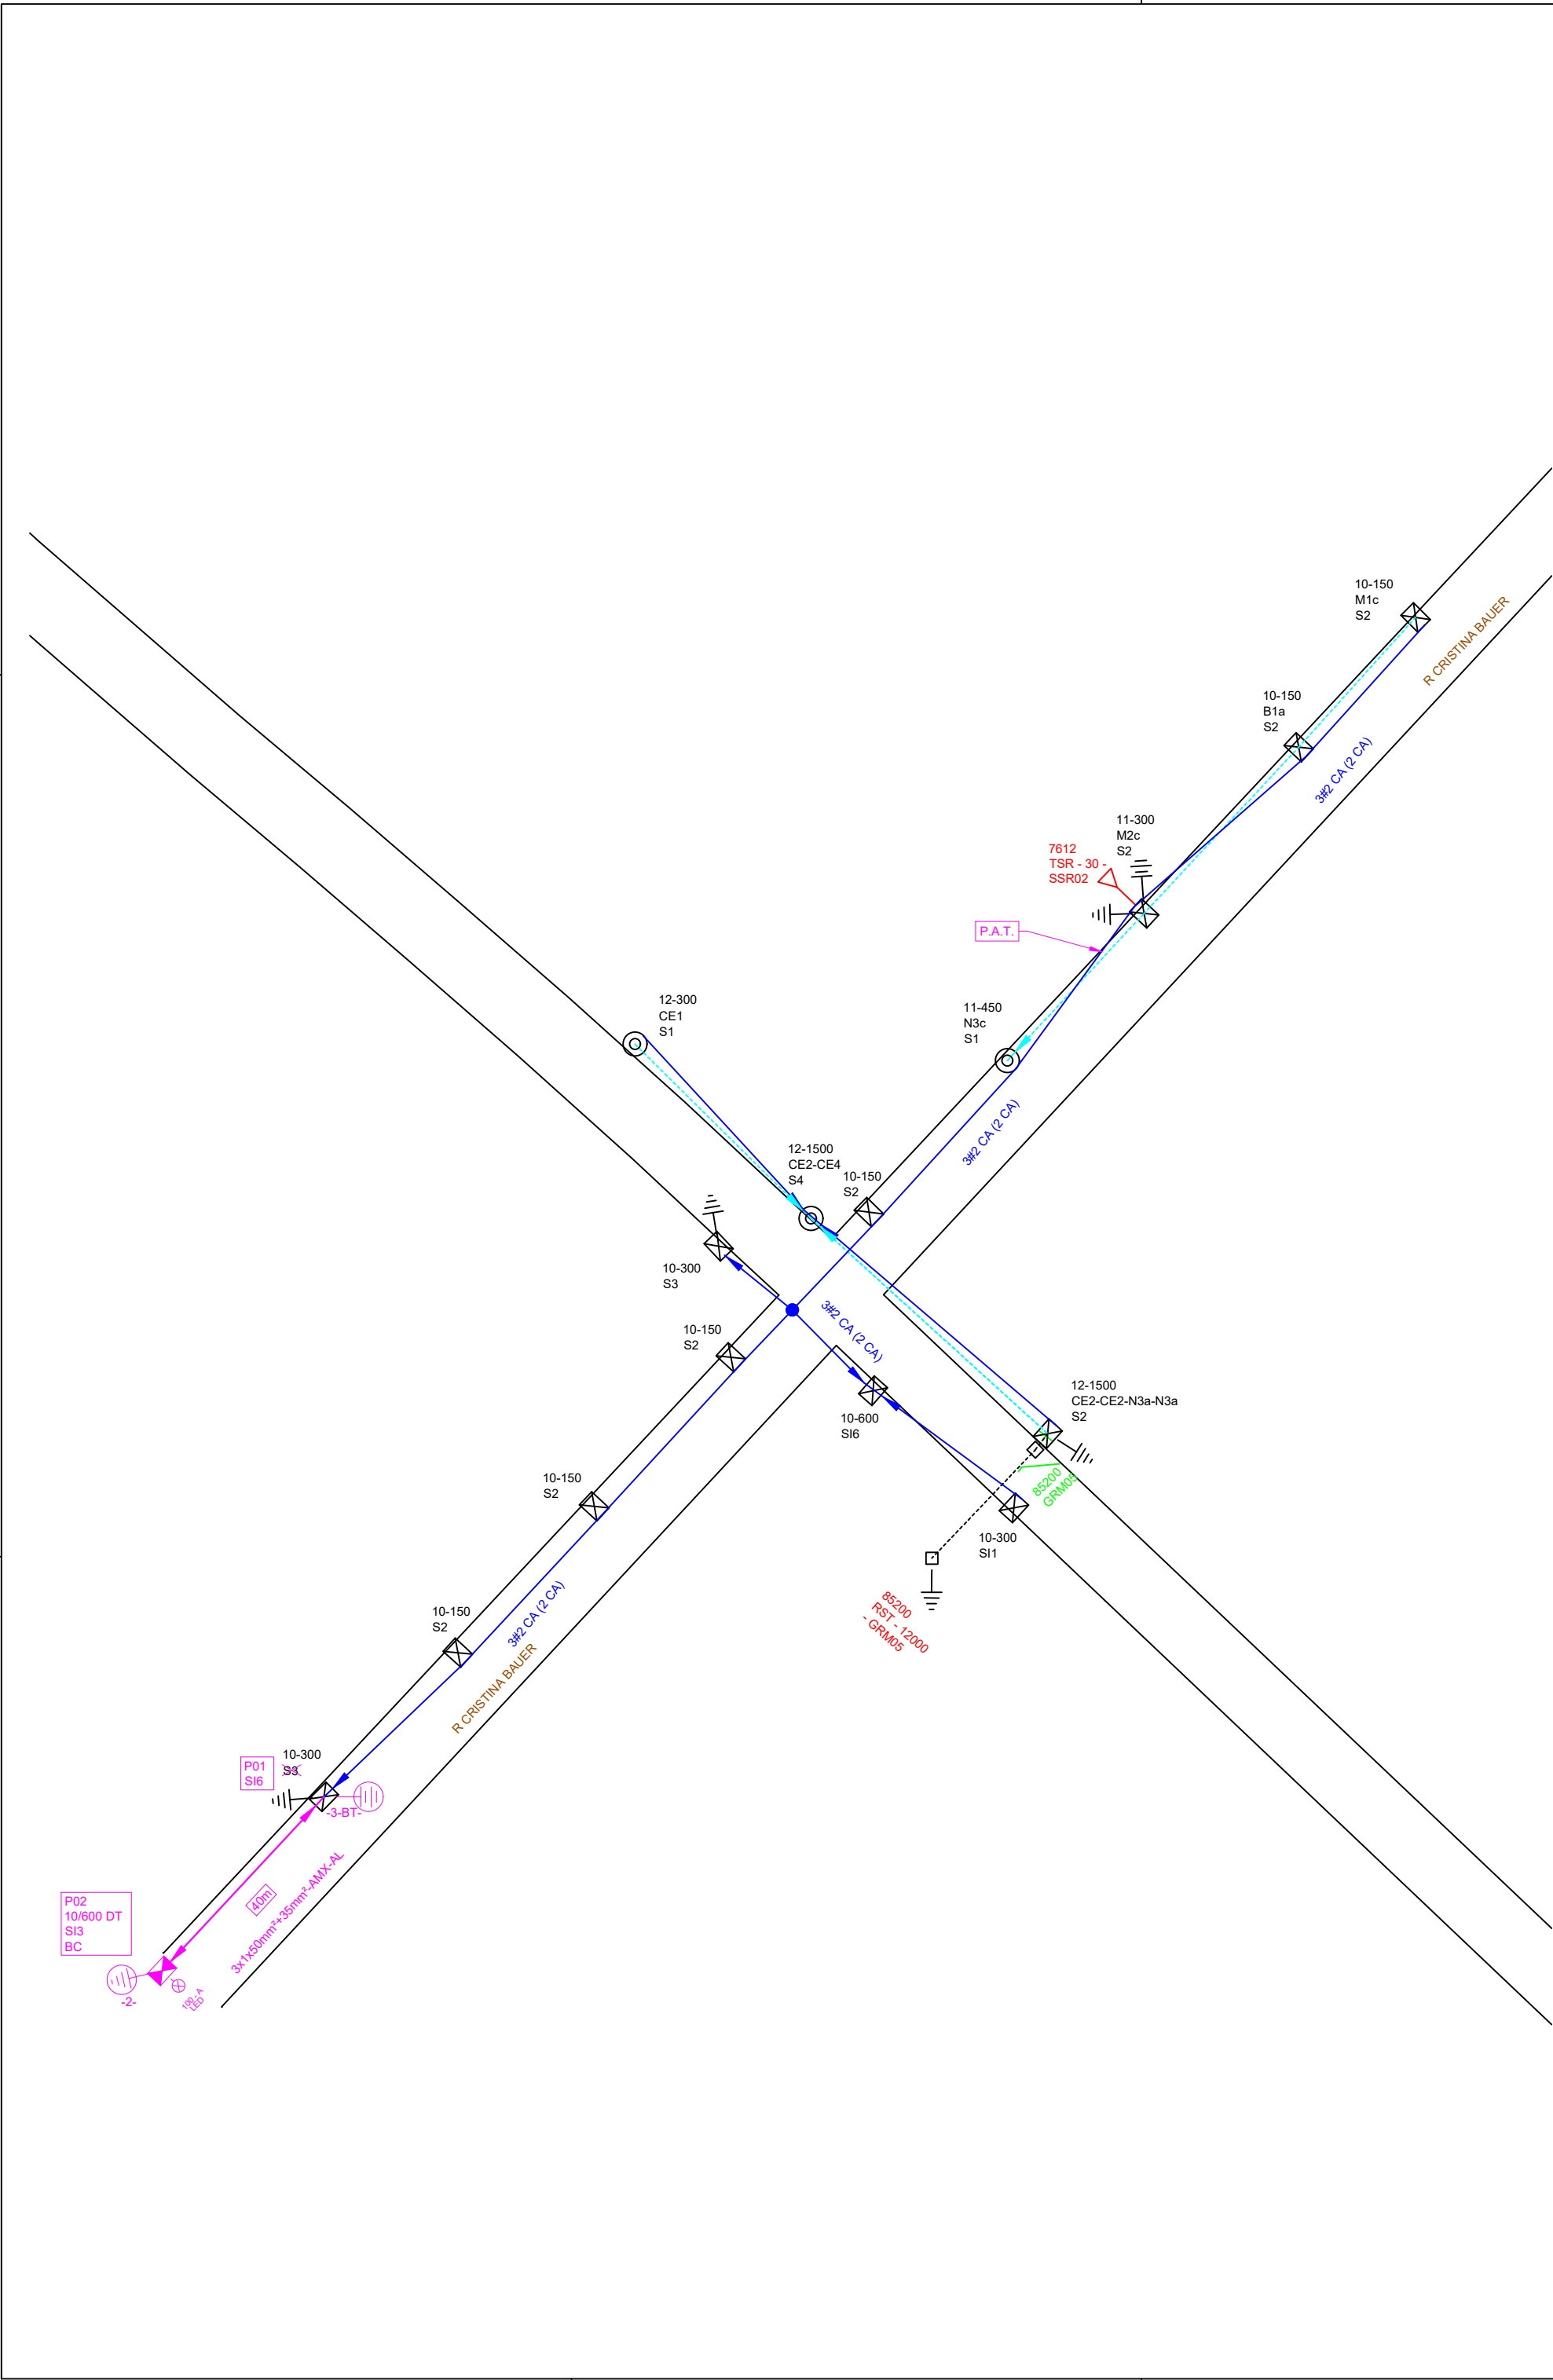 10-150
M1c
S2
R CRISTINA BAUER
10-150
B1a
S2
3#2 CA (2 CA)
11-300
M2c
S2
7612
TSR - 30 -
SSR02
P.A.T.
12-300
CE1
S1
11-450
N3c
S1
3#2 CA (2 CA)
12-1500
CE2-CE4
S4
10-150
S2
10-300
S3
3#2 CA (2 CA)
10-150
S2
12-1500
CE2-CE2-N3a-N3a
S2
10-600
SI6
85200
GRM05
10-150
S2
10-300
SI1
85200
RST - 12000
- GRM05
3#2 CA (2 CA)
10-150
S2
R CRISTINA BAUER
10-300
S3
P01
SI6
-3-BT-
40m
3x1x50mm²+35mm²-AMX-AL
P02
10/600 DT
SI3
BC
-2-
100 - A
LED